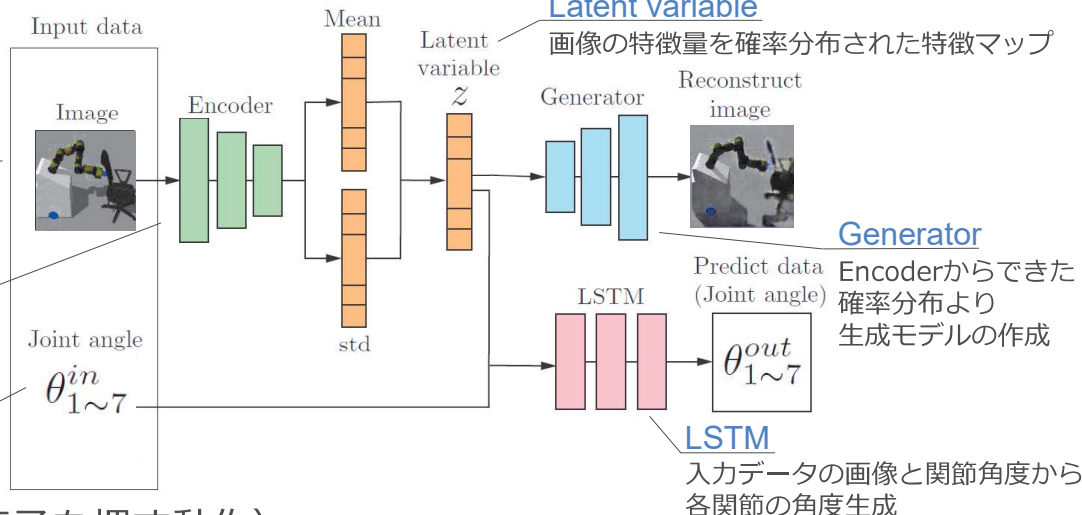 Latent variable
画像の特徴量を確率分布された特徴マップ
Input data
Mean
Latent
variable
z
Image
Encoder
Generator
Reconstruct
image
Generator
Encoderからできた
確率分布より
生成モデルの作成
std
LSTM
Predict data
(Joint angle)
Joint angle
θ^{in}_{1~7}
θ^{out}_{1~7}
LSTM
入力データの画像と関節角度から
各関節の角度生成
を押す動作)